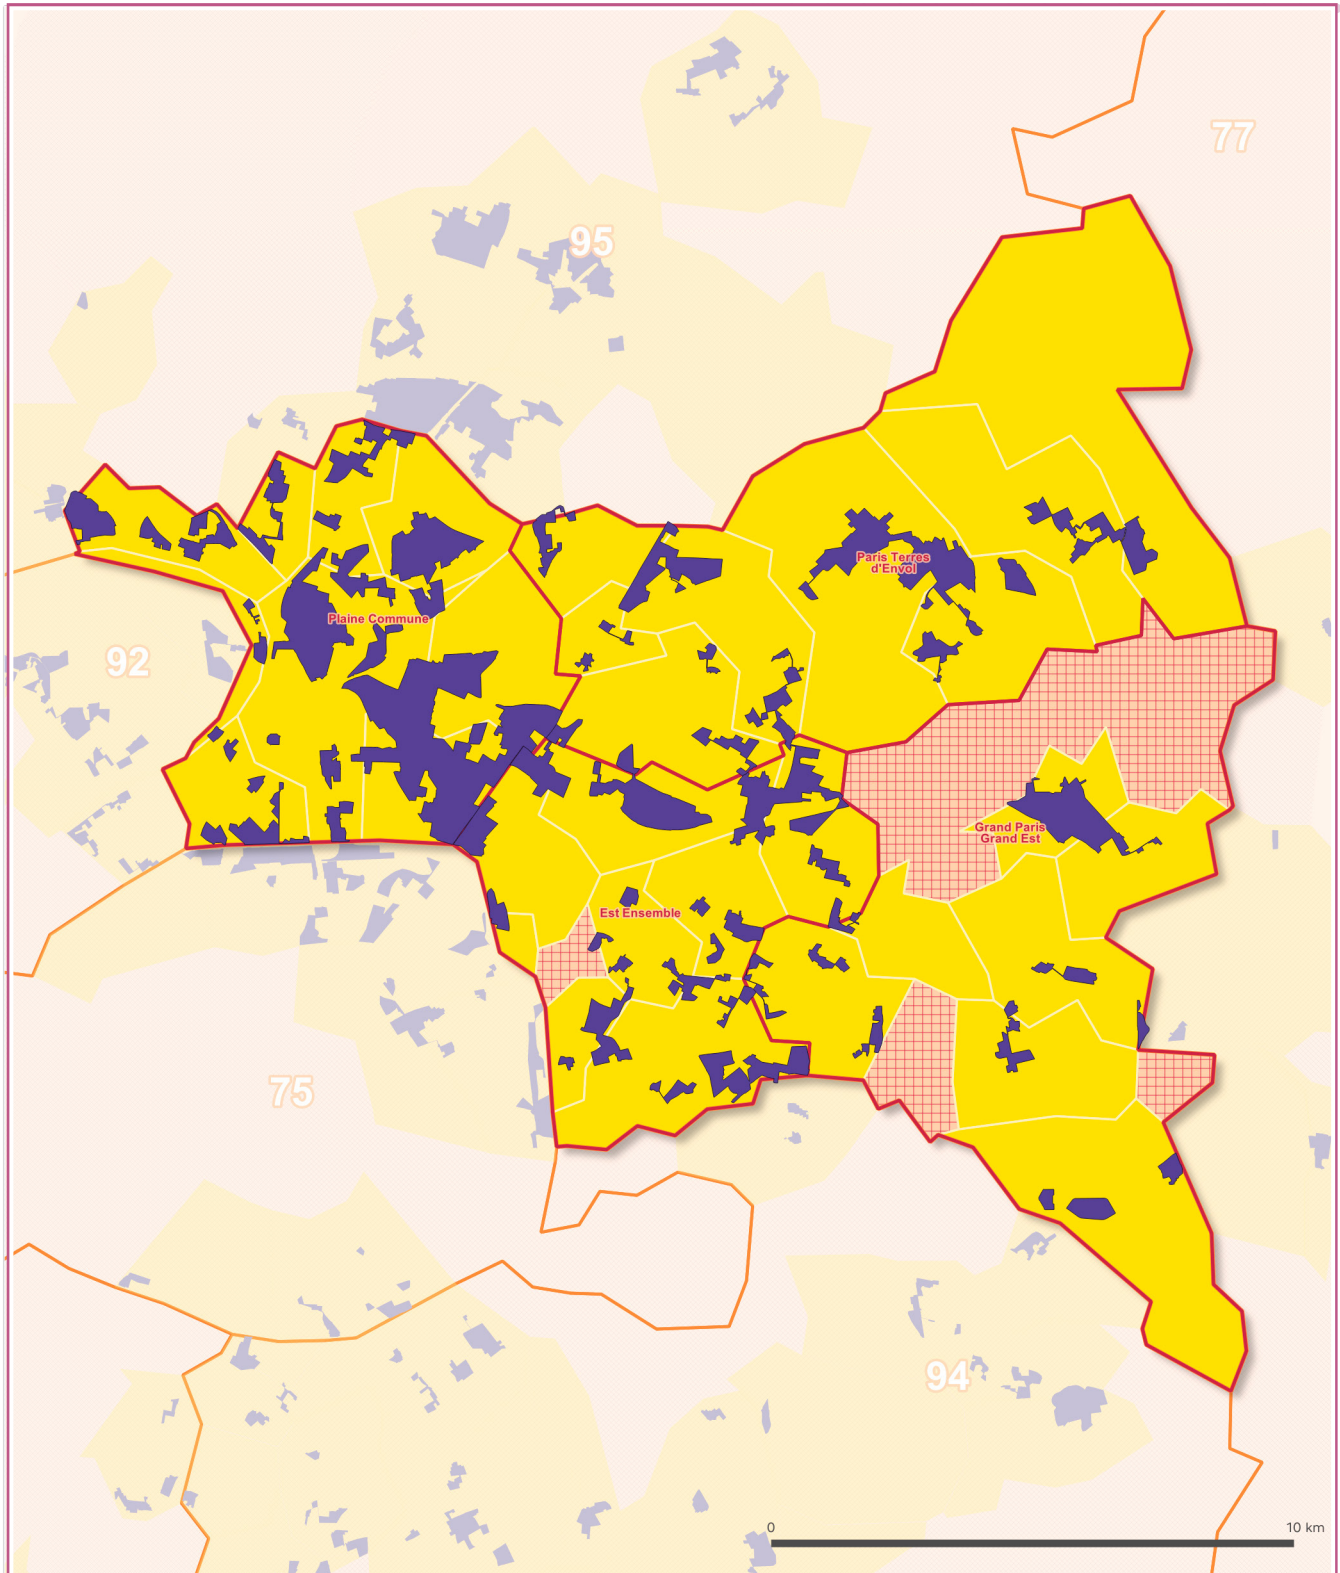 77
95
Paris Terres
d'Envol
Plaine Commune
92
Grand Paris
Grand Est
Est Ensemble
75
94
0
10 km